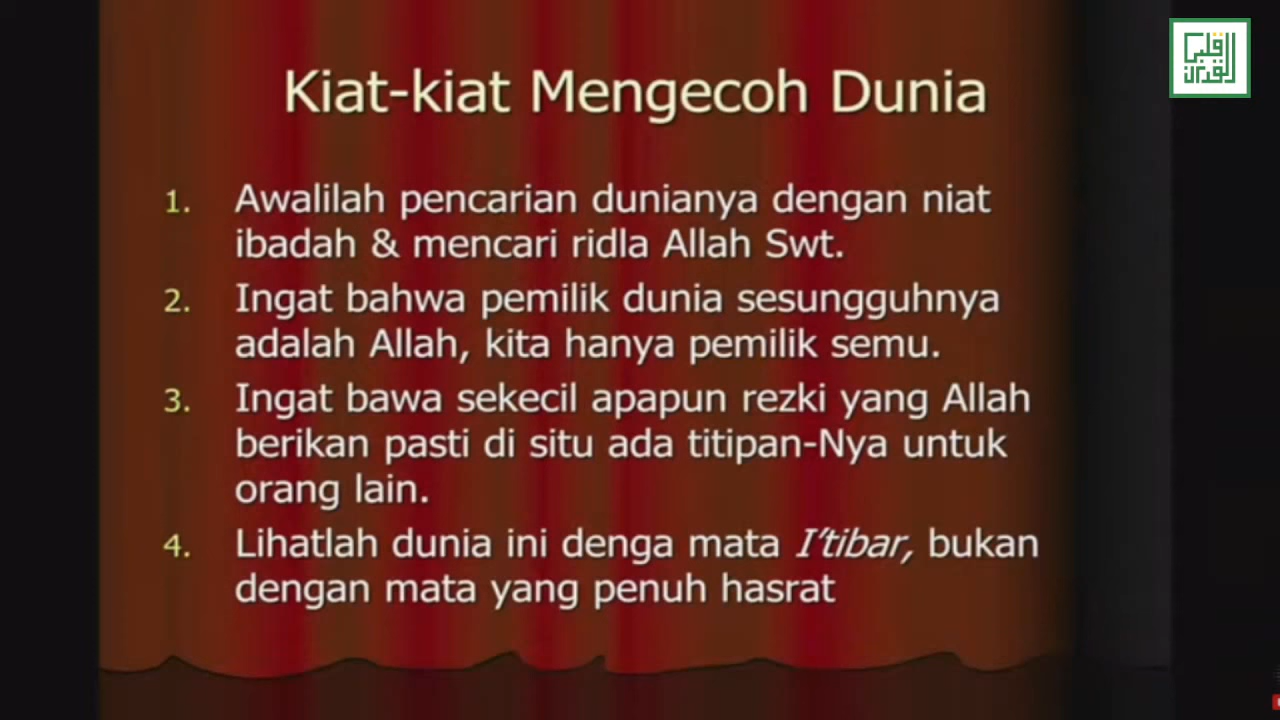 Kiat-kiat Mengecoh Dunia
القلب
القرآن
1. Awalilah pencarian dunianya dengan niat
ibadah & mencari ridla Allah Swt.
2. Ingat bahwa pemilik dunia sesungguhnya
adalah Allah, kita hanya pemilik semu.
3. Ingat bawa sekecil apapun rezki yang Allah
berikan pasti di situ ada titipan-Nya untuk
orang lain.
4. Lihatlah dunia ini denga mata I'tibar, bukan
dengan mata yang penuh hasrat